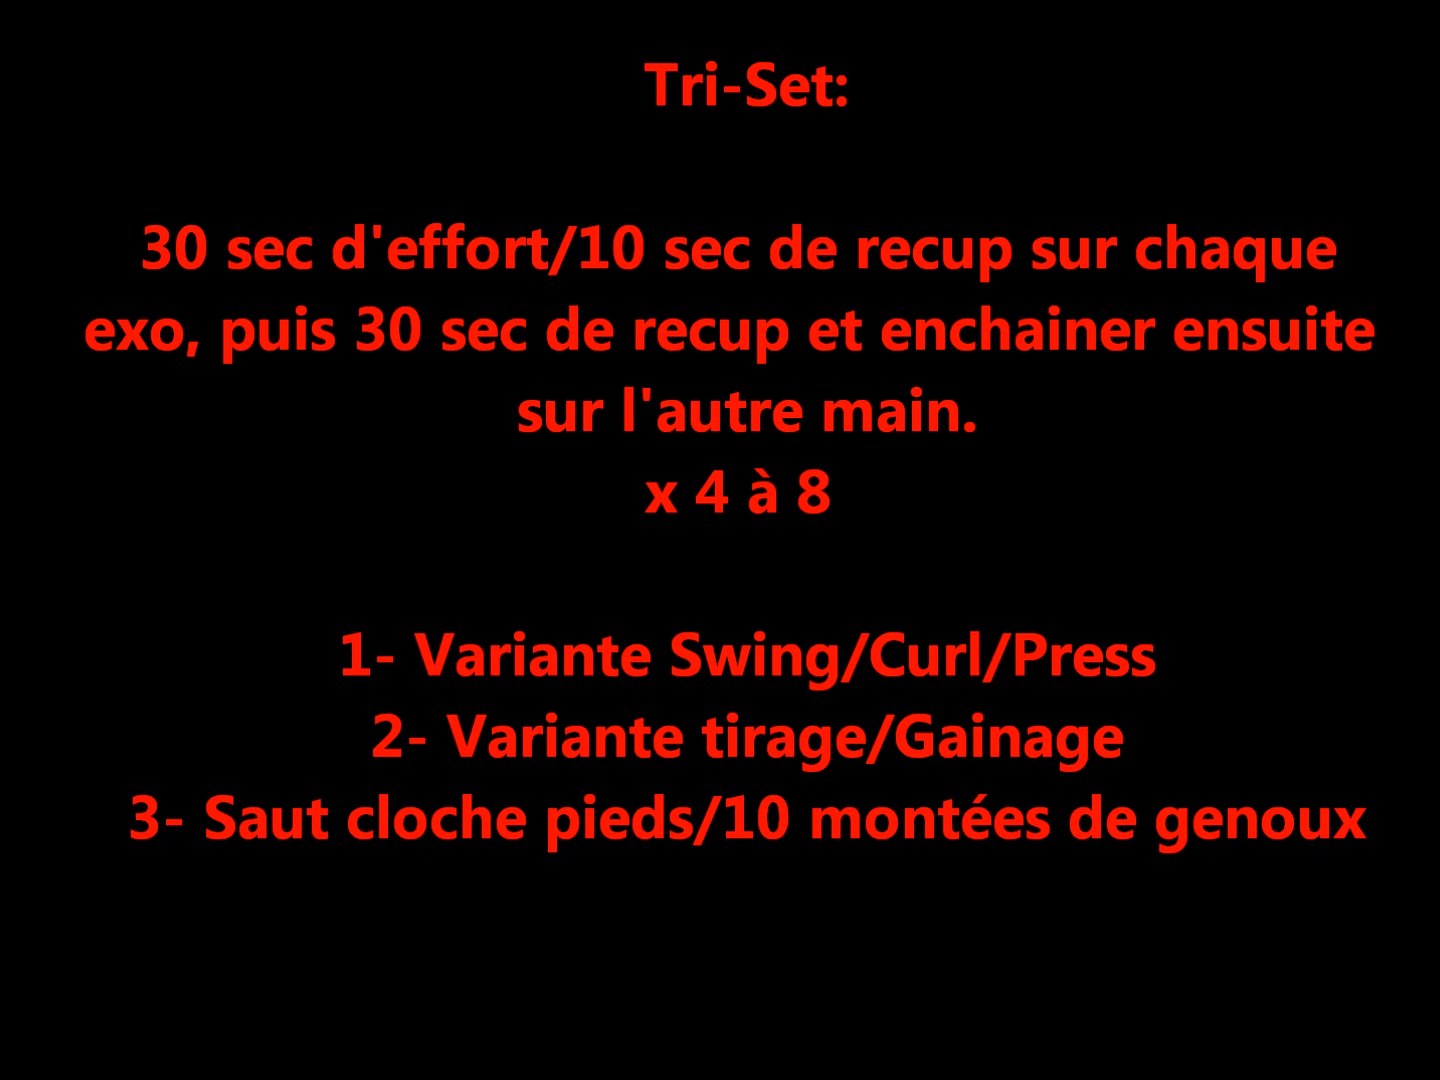 Tri-Set:
30 sec d'effort/10 sec de recup sur chaque
exo, puis 30 sec de recup et enchainer ensuite
sur l'autre main.
x 4 à 8
1- Variante Swing/Curl/Press
2- Variante tirage/Gainage
3- Saut cloche pieds/10 montées de genoux